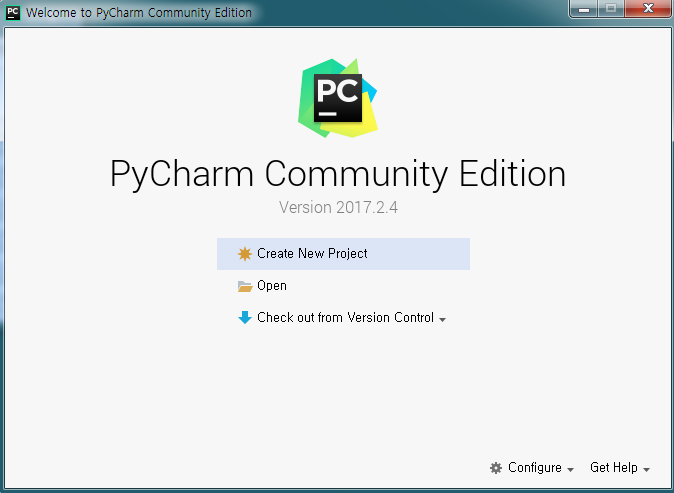 PC Welcome to PyCharm Community Edition
PC
PyCharm Community Edition
Version 2017.2.4
Create New Project
Open
Check out from Version Control
Configure Get Help